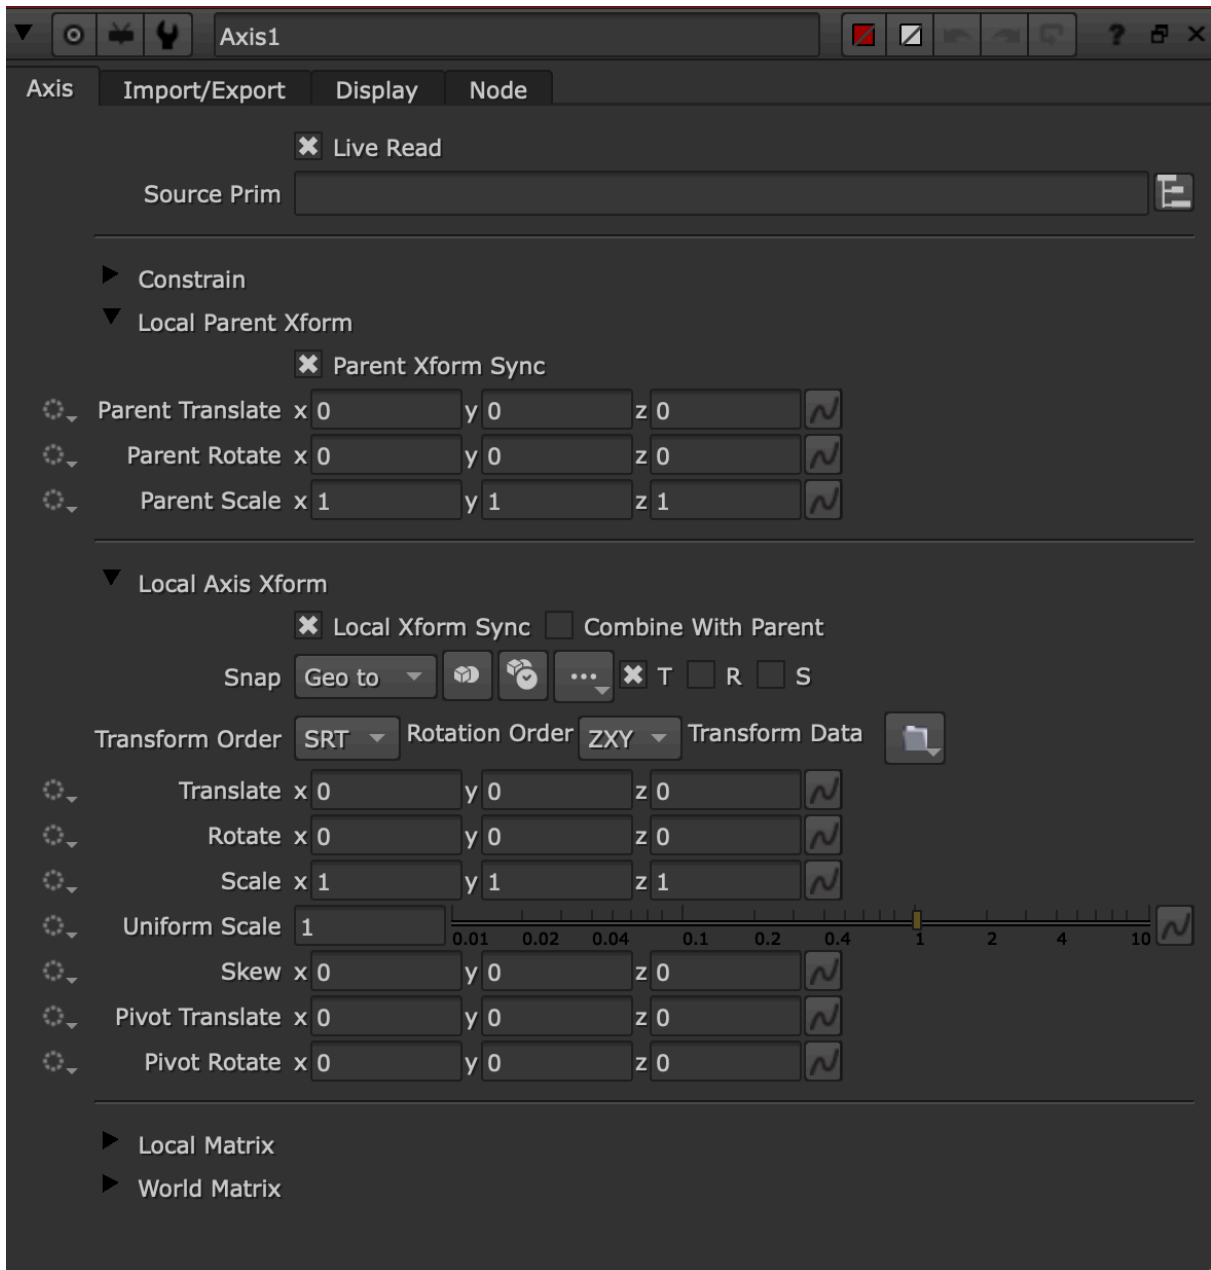 Axis1 ?
Axis Import/Export Display Node
Live Read
Source Prim
Constrain
Local Parent Xform
Parent Xform Sync
Parent Translate x 0 y 0 z 0
Parent Rotate x 0 y 0 z 0
Parent Scale x 1 y 1 z 1
Local Axis Xform
Local Xform Sync Combine With Parent
Snap Geo to ... T R S
Transform Order SRT Rotation Order ZXY Transform Data
Translate x 0 y 0 z 0
Rotate x 0 y 0 z 0
Scale x 1 y 1 z 1
Uniform Scale 1 0.01 0.02 0.04 0.1 0.2 0.4 1 2 4 10
Skew x 0 y 0 z 0
Pivot Translate x 0 y 0 z 0
Pivot Rotate x 0 y 0 z 0
Local Matrix
World Matrix